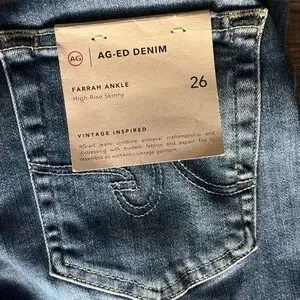 AG AG-ED DENIM
FARRAH ANKLE 26
High-Rise Skinny
VINTAGE INSPIRED
AG-ed jeans combine artisanal craftsmanship and
distressing with modern fabrics and expert fits to
resemble an authentic vintage garment.